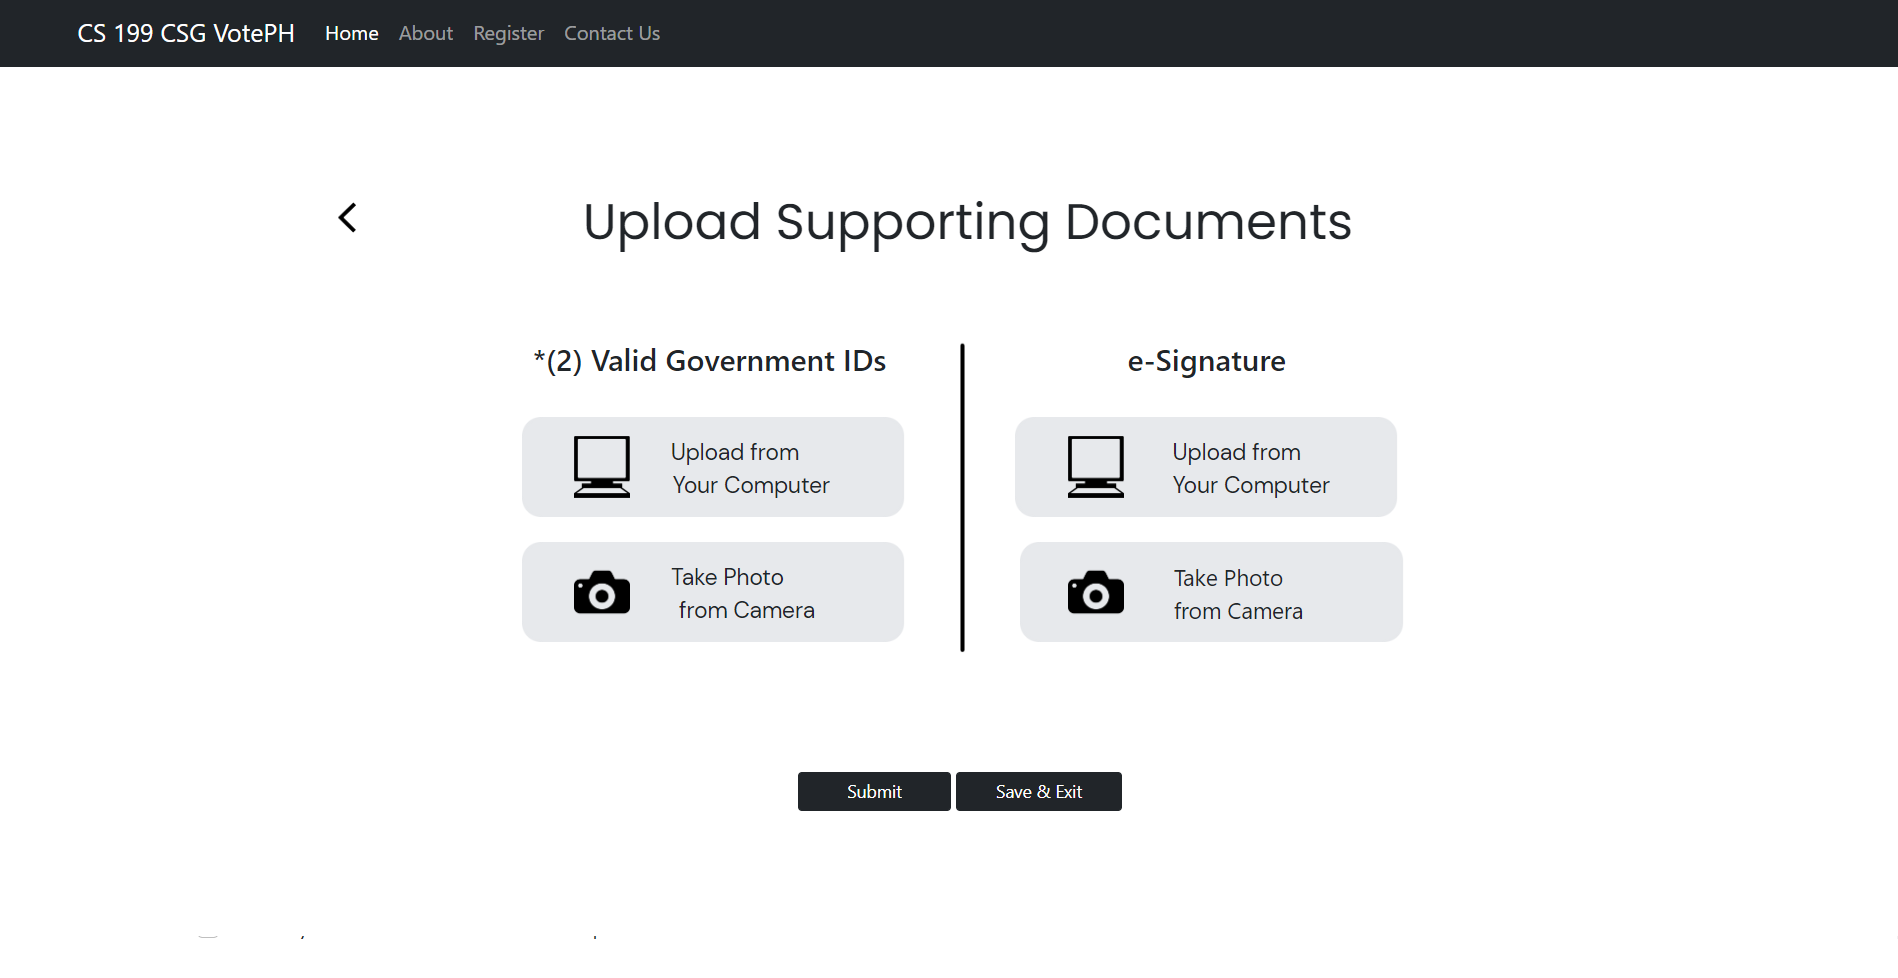 CS 199 CSG VotePH Home About Register Contact Us
Upload Supporting Documents
*(2) Valid Government IDs
Upload from
Your Computer
Take Photo
from Camera
e-Signature
Upload from
Your Computer
Take Photo
from Camera
Submit
Save & Exit